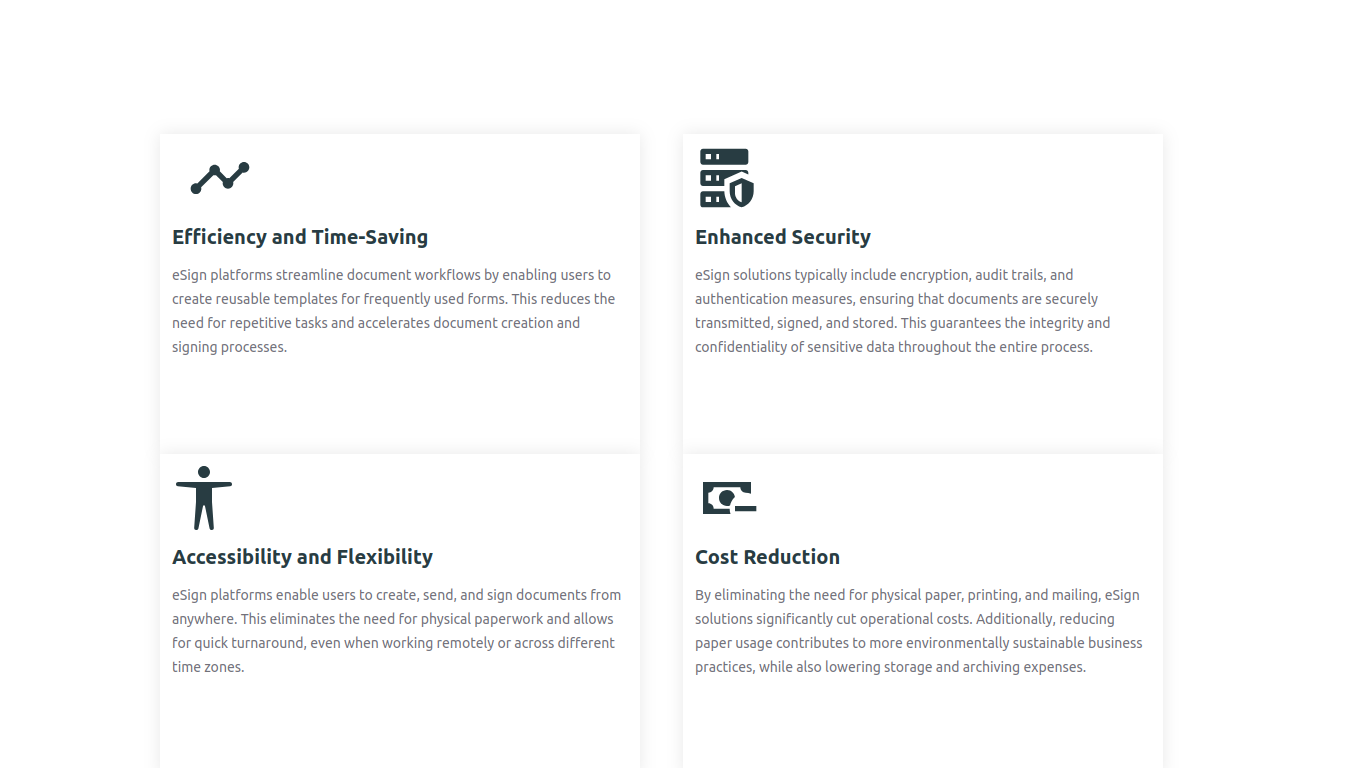 Efficiency and Time-Saving
eSign platforms streamline document workflows by enabling users to
create reusable templates for frequently used forms. This reduces the
need for repetitive tasks and accelerates document creation and
signing processes.
Enhanced Security
eSign solutions typically include encryption, audit trails, and
authentication measures, ensuring that documents are securely
transmitted, signed, and stored. This guarantees the integrity and
confidentiality of sensitive data throughout the entire process.
Accessibility and Flexibility
eSign platforms enable users to create, send, and sign documents from
anywhere. This eliminates the need for physical paperwork and allows
for quick turnaround, even when working remotely or across different
time zones.
Cost Reduction
By eliminating the need for physical paper, printing, and mailing, eSign
solutions significantly cut operational costs. Additionally, reducing
paper usage contributes to more environmentally sustainable business
practices, while also lowering storage and archiving expenses.